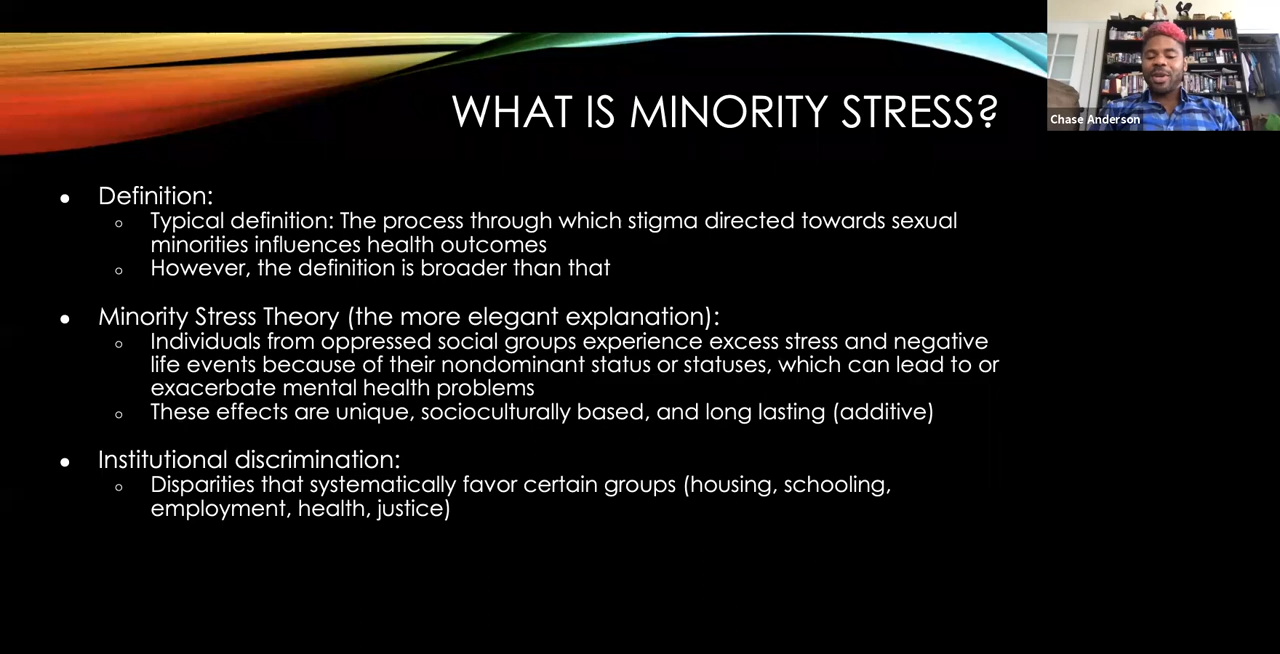 WHAT IS MINORITY STRESS?
Chase Anderson
• Definition:
○ Typical definition: The process through which stigma directed towards sexual
minorities influences health outcomes
○ However, the definition is broader than that
• Minority Stress Theory (the more elegant explanation):
○ Individuals from oppressed social groups experience excess stress and negative
life events because of their nondominant status or statuses, which can lead to or
exacerbate mental health problems
○ These effects are unique, socioculturally based, and long lasting (additive)
• Institutional discrimination:
○ Disparities that systematically favor certain groups (housing, schooling,
employment, health, justice)